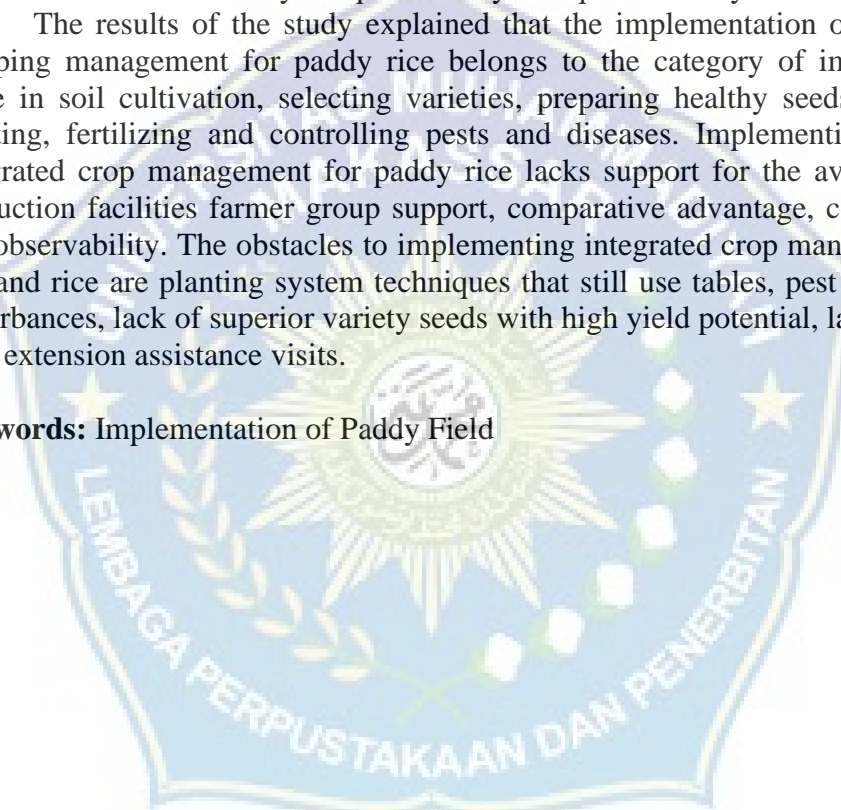 The results of the study explained that the implementation o
ping management for paddy rice belongs to the category of in
e in soil cultivation, selecting varieties, preparing healthy seeds
ting, fertilizing and controlling pests and diseases. Implementi
grated crop management for paddy rice lacks support for the av
uction facilities farmer group support, comparative advantage, c
observability. The obstacles to implementing integrated crop man
and rice are planting system techniques that still use tables, pest
rbances, lack of superior variety seeds with high yield potential, la
extension assistance visits.
words: Implementation of Paddy Field
UNIVERSITAS MUHAMMADIYAH
MAKASSAR
LEMBAGA PERPUSTAKAAN DAN PENERBITAN